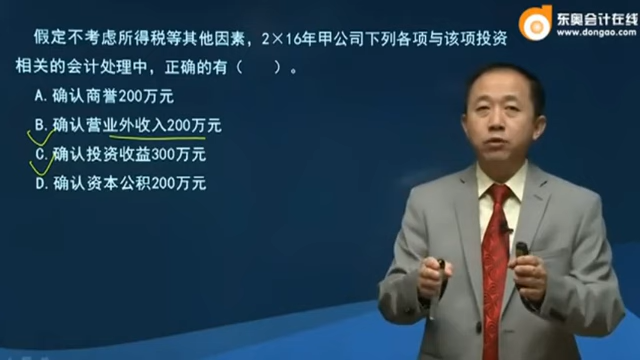 东奥会计在线
www.dongao.com
假定不考虑所得税等其他因素，2×16年甲公司下列各项与该项投资
相关的会计处理中，正确的有（　　）。
A. 确认商誉200万元
B. 确认营业外收入200万元
C. 确认投资收益300万元
D. 确认资本公积200万元